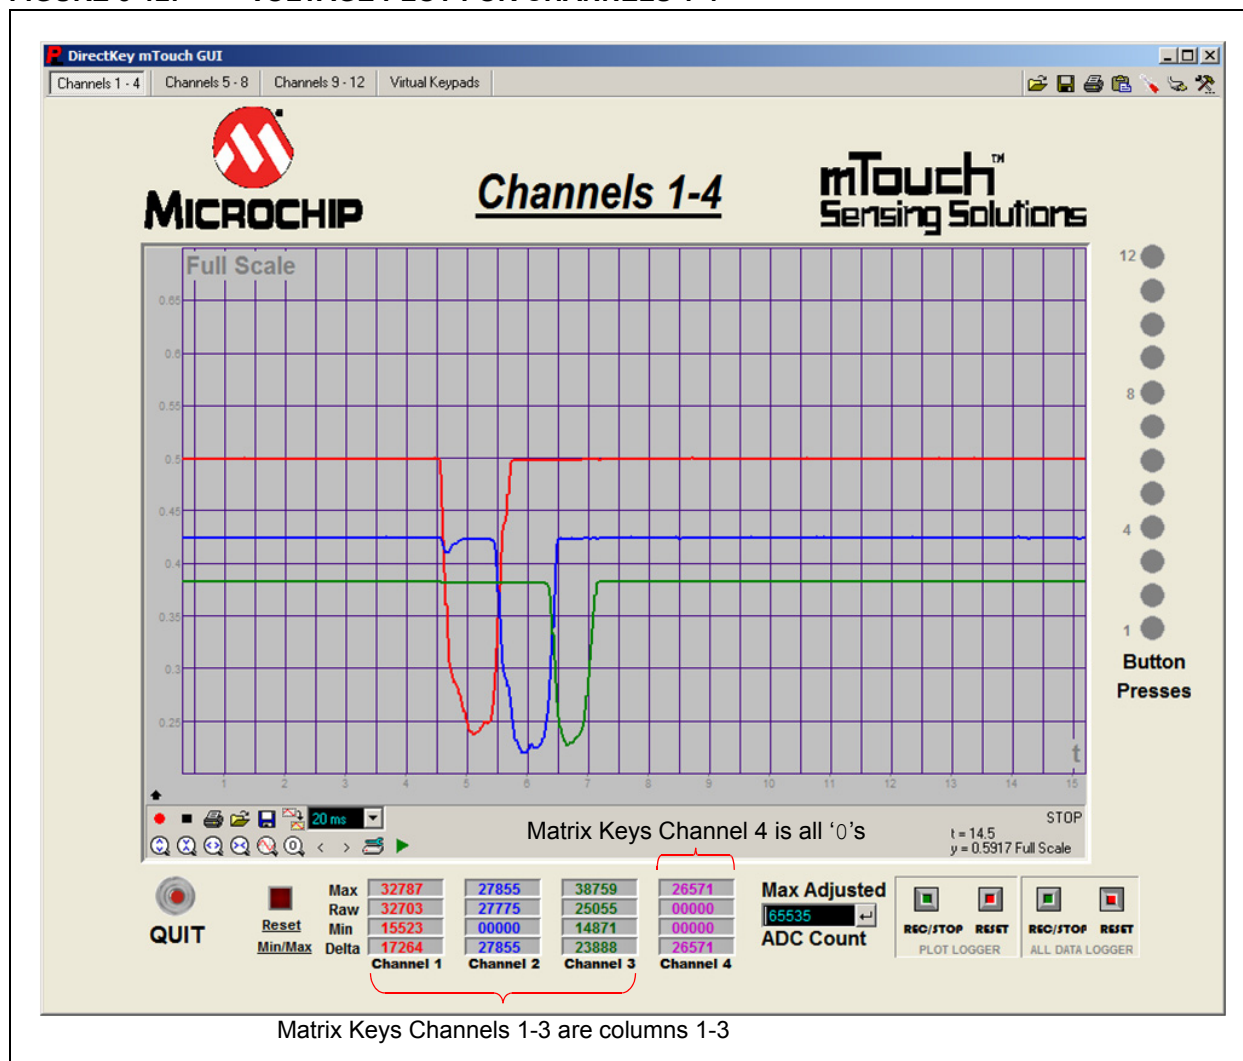 DirectKey mTouch GUI
Channels 1 - 4 Channels 5 - 8 Channels 9 - 12 Virtual Keypads
MICROCHIP
Channels 1-4
mTouch™
Sensing Solutions
Full Scale
0.65
0.6
0.55
0.5
0.45
0.4
0.35
0.3
0.25
t
1 2 3 4 5 6 7 8 9 10 11 12 13 14 15
12
8
4
1
Button
Presses
20 ms
STOP
t = 14.5
y = 0.5917 Full Scale
Matrix Keys Channel 4 is all ‘0’s
QUIT
Reset
Min/Max
Max 32787 27855 38759 26571
Raw 32703 27775 25055 00000
Min 15523 00000 14871 00000
Delta 17264 27855 23888 26571
Channel 1 Channel 2 Channel 3 Channel 4
Max Adjusted
65535
ADC Count
REC/STOP RESET REC/STOP RESET
PLOT LOGGER ALL DATA LOGGER
Matrix Keys Channels 1-3 are columns 1-3